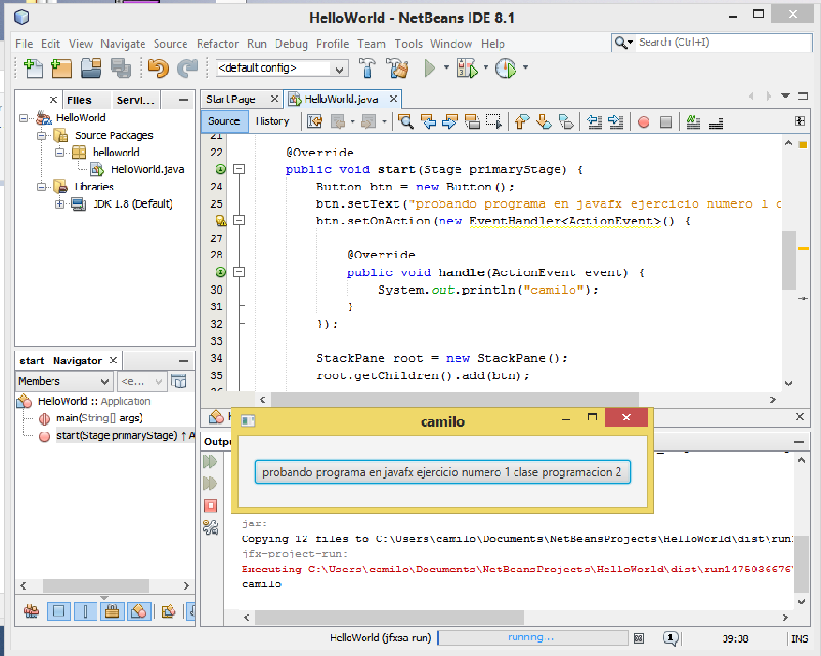 HelloWorld - NetBeans IDE 8.1
File Edit View Navigate Source Refactor Run Debug Profile Team Tools Window Help
Search (Ctrl+I)
<default config>
Files Servi...
Start Page HelloWorld.java
Source History
HelloWorld
Source Packages
helloworld
HelloWorld.java
Libraries
JDK 1.8 (Default)
21
22 @Override
public void start(Stage primaryStage) {
24 Button btn = new Button();
25 btn.setText("probando programa en javafx ejercicio numero 1 c
btn.setOnAction(new EventHandler<ActionEvent>() {
27
28 @Override
public void handle(ActionEvent event) {
30 System.out.println("camilo");
31 }
32 });
33
34 StackPane root = new StackPane();
35 root.getChildren().add(btn);
start Navigator
Members <e...
HelloWorld :: Application
main(String[] args)
start(Stage primaryStage) ↑ A
camilo
probando programa en javafx ejercicio numero 1 clase programacion 2
Outpu
jar:
Copying 12 files to C:\Users\camilo\Documents\NetBeansProjects\HelloWorld\dist\run1
jfx-project-run:
Executing C:\Users\camilo\Documents\NetBeansProjects\HelloWorld\dist\run1475036676
camilo
HelloWorld (jfxsa-run) running... 1 39:38 INS